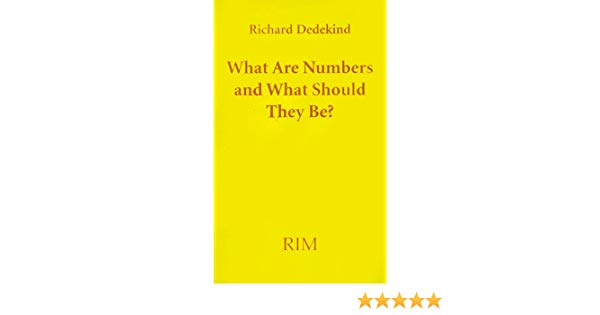 Richard Dedekind
What Are Numbers
and What Should
They Be?
RIM